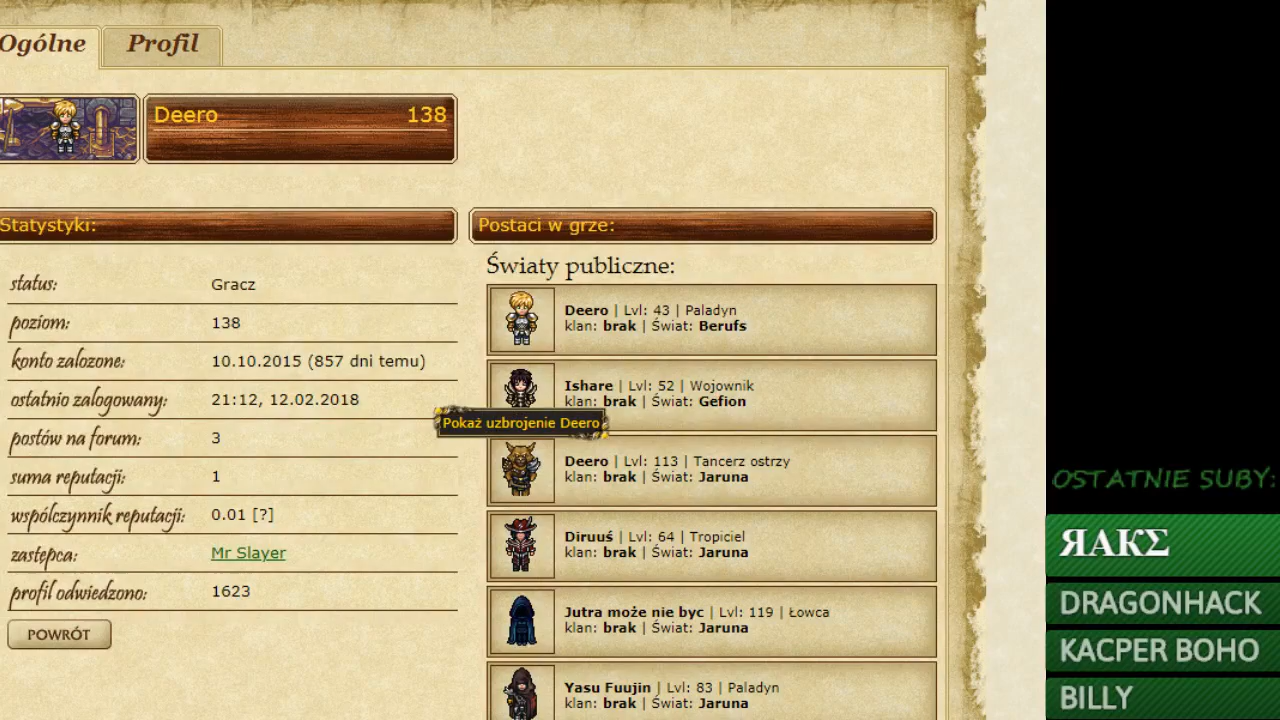 Ogólne
Profil
Deero 138
Statystyki:
status: Gracz
poziom: 138
konto zalozone: 10.10.2015 (857 dni temu)
ostatnio zalogowany: 21:12, 12.02.2018
postów na forum: 3
suma reputacji: 1
współczynnik reputacji: 0.01 [?]
zastępca: Mr Slayer
profil odwiedzono: 1623
POWRÓT
Postaci w grze:
Światy publiczne:
Deero | Lvl: 43 | Paladyn
klan: brak | Świat: Berufs
Ishare | Lvl: 52 | Wojownik
klan: brak | Świat: Gefion
Pokaż uzbrojenie Deero
Deero | Lvl: 113 | Tancerz ostrzy
klan: brak | Świat: Jaruna
Diruuś | Lvl: 64 | Tropiciel
klan: brak | Świat: Jaruna
Jutra może nie byc | Lvl: 119 | Łowca
klan: brak | Świat: Jaruna
Yasu Fuujin | Lvl: 83 | Paladyn
klan: brak | Świat: Jaruna
OSTATNIE SUBY:
ЯAKΣ
DRAGONHACK
KACPER BOHO
BILLY